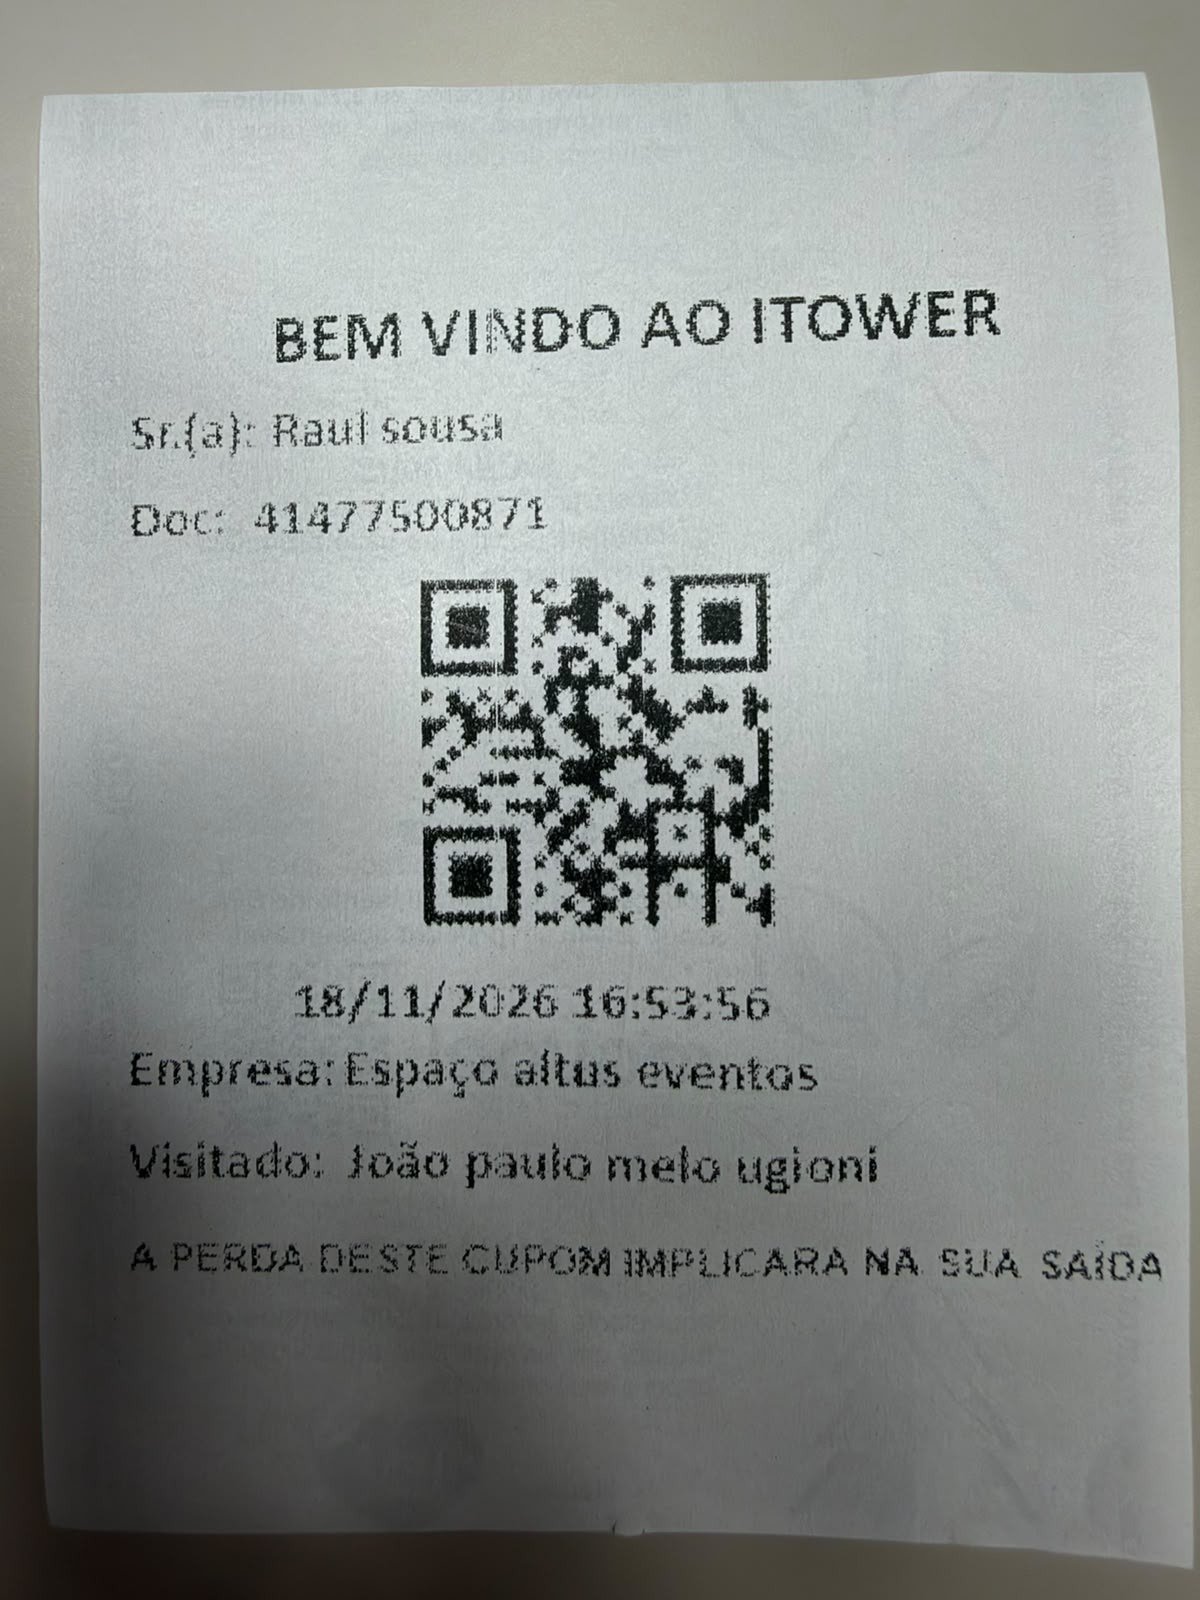 BEM VINDO AO ITOWER
Sr.(a): Raul sousa
Doc: 41477500871
18/11/2026 16:53:56
Empresa: Espaço altus eventos
Visitado: João paulo melo ugioni
A PERDA DESTE CUPOM IMPLICARA NA SUA SAÍDA